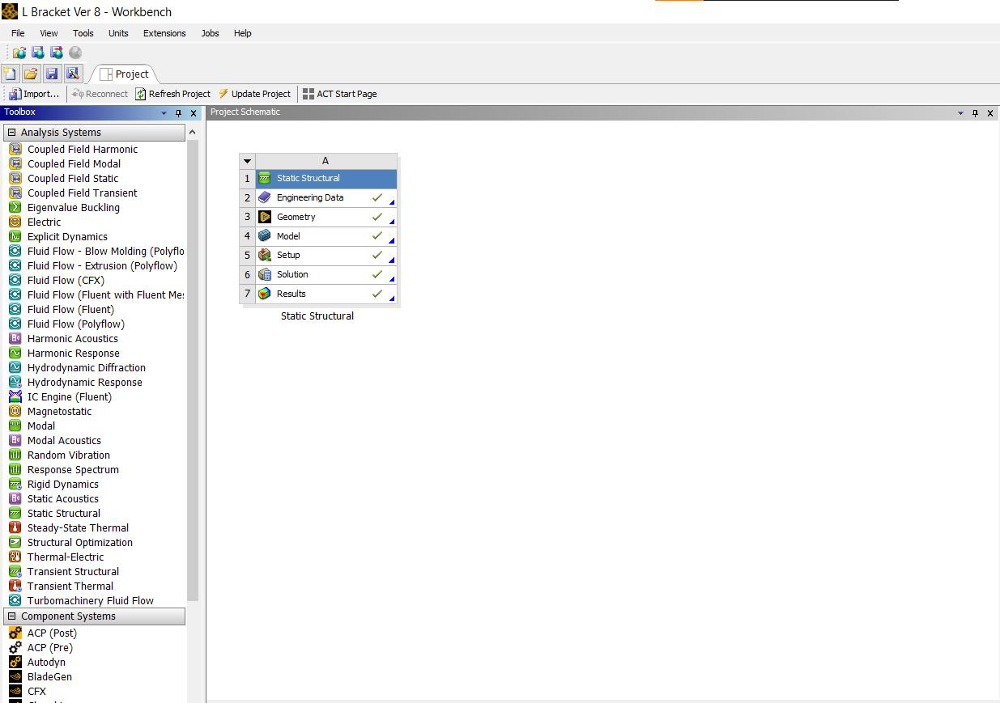 L Bracket Ver 8 - Workbench
File View Tools Units Extensions Jobs Help
Project
Import... Reconnect Refresh Project Update Project ACT Start Page
Toolbox
Project Schematic
Analysis Systems
Coupled Field Harmonic
Coupled Field Modal
Coupled Field Static
Coupled Field Transient
Eigenvalue Buckling
Electric
Explicit Dynamics
Fluid Flow - Blow Molding (Polyflo
Fluid Flow - Extrusion (Polyflow)
Fluid Flow (CFX)
Fluid Flow (Fluent with Fluent Mes
Fluid Flow (Fluent)
Fluid Flow (Polyflow)
Harmonic Acoustics
Harmonic Response
Hydrodynamic Diffraction
Hydrodynamic Response
IC Engine (Fluent)
Magnetostatic
Modal
Modal Acoustics
Random Vibration
Response Spectrum
Rigid Dynamics
Static Acoustics
Static Structural
Steady-State Thermal
Structural Optimization
Thermal-Electric
Transient Structural
Transient Thermal
Turbomachinery Fluid Flow
Component Systems
ACP (Post)
ACP (Pre)
Autodyn
BladeGen
CFX
A
1 Static Structural
2 Engineering Data
3 Geometry
4 Model
5 Setup
6 Solution
7 Results
Static Structural